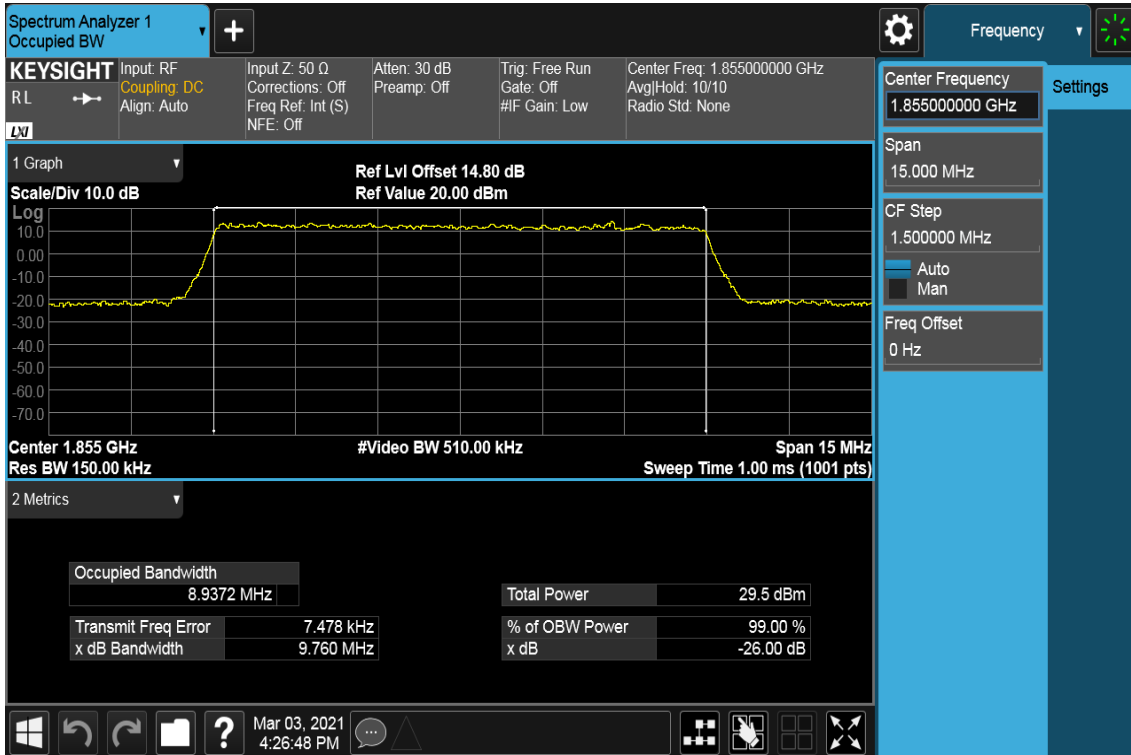 Spectrum Analyzer 1
Occupied BW
Frequency
KEYSIGHT
R L
LXI
Input: RF
Coupling: DC
Align: Auto
Input Z: 50 Ω
Corrections: Off
Freq Ref: Int (S)
NFE: Off
Atten: 30 dB
Preamp: Off
Trig: Free Run
Gate: Off
#IF Gain: Low
Center Freq: 1.855000000 GHz
Avg|Hold: 10/10
Radio Std: None
Center Frequency
1.855000000 GHz
Settings
Span
15.000 MHz
CF Step
1.500000 MHz
Auto
Man
Freq Offset
0 Hz
1 Graph
Scale/Div 10.0 dB
Ref Lvl Offset 14.80 dB
Ref Value 20.00 dBm
Log
10.0
0.00
-10.0
-20.0
-30.0
-40.0
-50.0
-60.0
-70.0
Center 1.855 GHz
#Video BW 510.00 kHz
Span 15 MHz
Res BW 150.00 kHz
Sweep Time 1.00 ms (1001 pts)
2 Metrics
Occupied Bandwidth
8.9372 MHz
Total Power 29.5 dBm
Transmit Freq Error 7.478 kHz
% of OBW Power 99.00 %
x dB Bandwidth 9.760 MHz
x dB -26.00 dB
?
Mar 03, 2021
4:26:48 PM